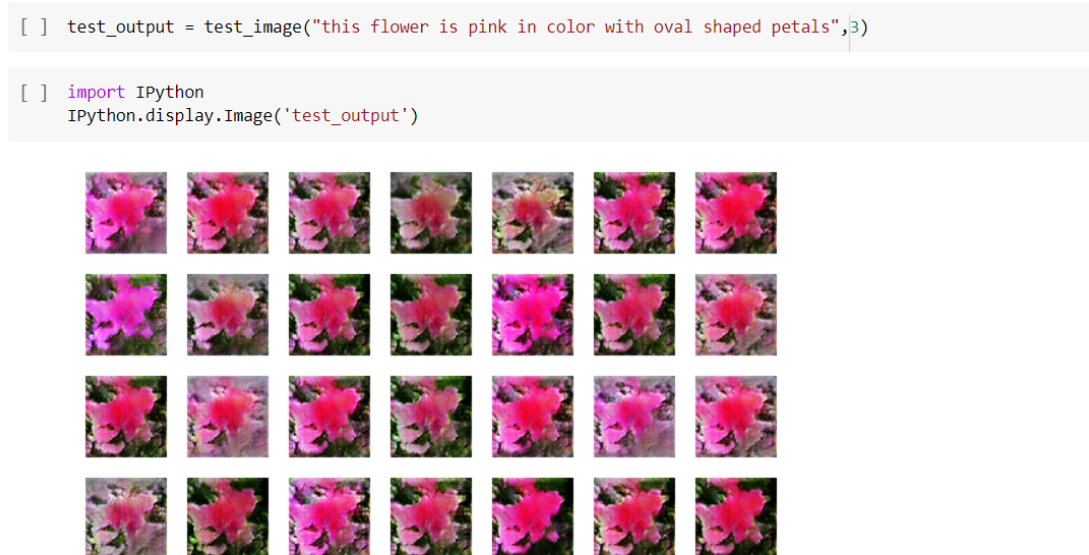 [ ] test_output = test_image("this flower is pink in color with oval shaped petals",3)
[ ] import IPython
IPython.display.Image('test_output')